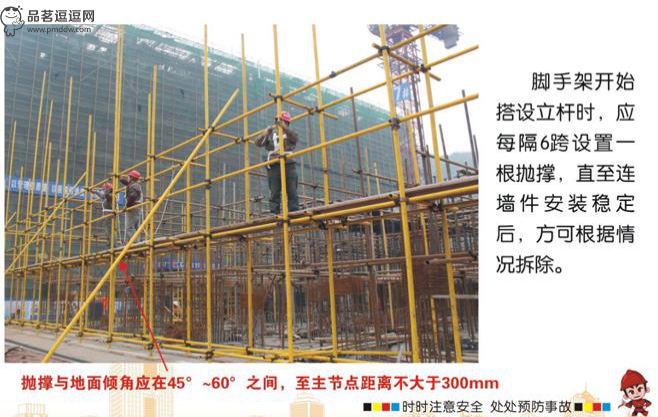 品茗逗逗网
www.pmddw.com
脚手架开始
搭设立杆时，应
每隔6跨设置一
根抛撑，直至连
墙件安装稳定
后，方可根据情
况拆除。
抛撑与地面倾角应在45°~60°之间，至主节点距离不大于300mm
时时注意安全 处处预防事故